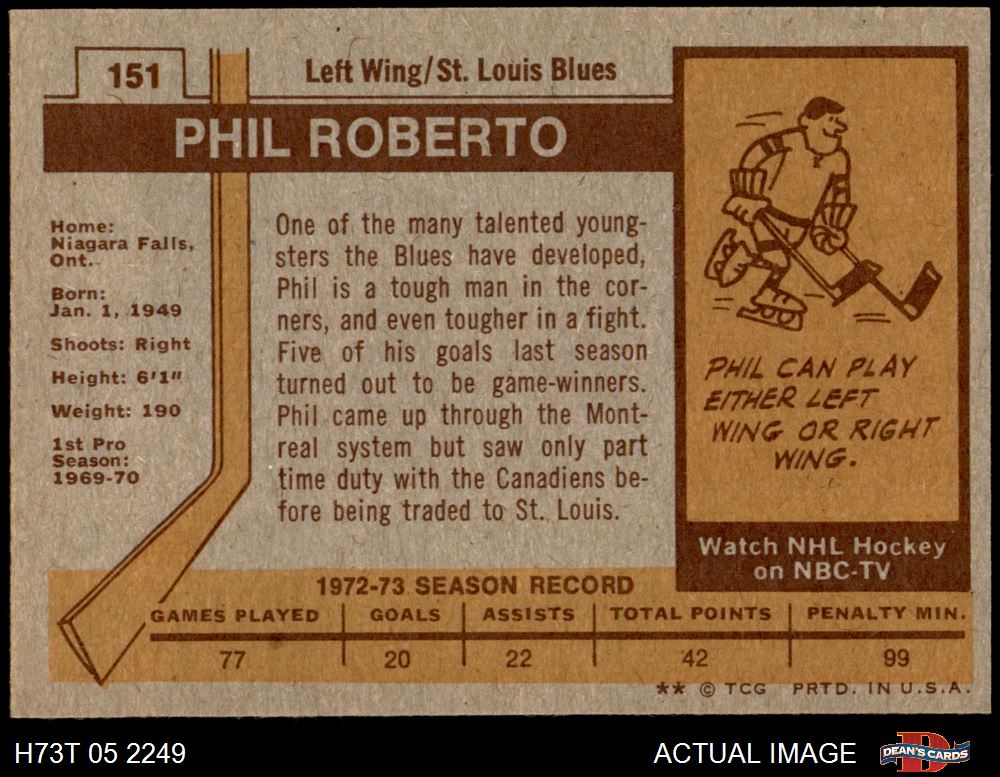 151
Left Wing/St. Louis Blues
PHIL ROBERTO
Home:
Niagara Falls,
Ont.
Born:
Jan. 1, 1949
Shoots: Right
Height: 6'1"
Weight: 190
1st Pro
Season:
1969-70
One of the many talented young-
sters the Blues have developed,
Phil is a tough man in the cor-
ners, and even tougher in a fight.
Five of his goals last season
turned out to be game-winners.
Phil came up through the Mont-
real system but saw only part
time duty with the Canadiens be-
fore being traded to St. Louis.
PHIL CAN PLAY
EITHER LEFT
WING OR RIGHT
WING.
Watch NHL Hockey
on NBC-TV
1972-73 SEASON RECORD
GAMES PLAYED GOALS ASSISTS TOTAL POINTS PENALTY MIN.
77 20 22 42 99
** © TCG PRTD. IN U.S.A.
H73T 05 2249 ACTUAL IMAGE DEAN'S CARDS